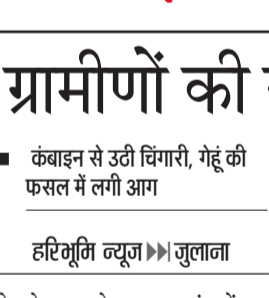 ग्रामीणों की
कंबाइन से उठी चिंगारी, गेहूं की
फसल में लगी आग
हरिभूमि न्यूज ▶▶| जुलाना